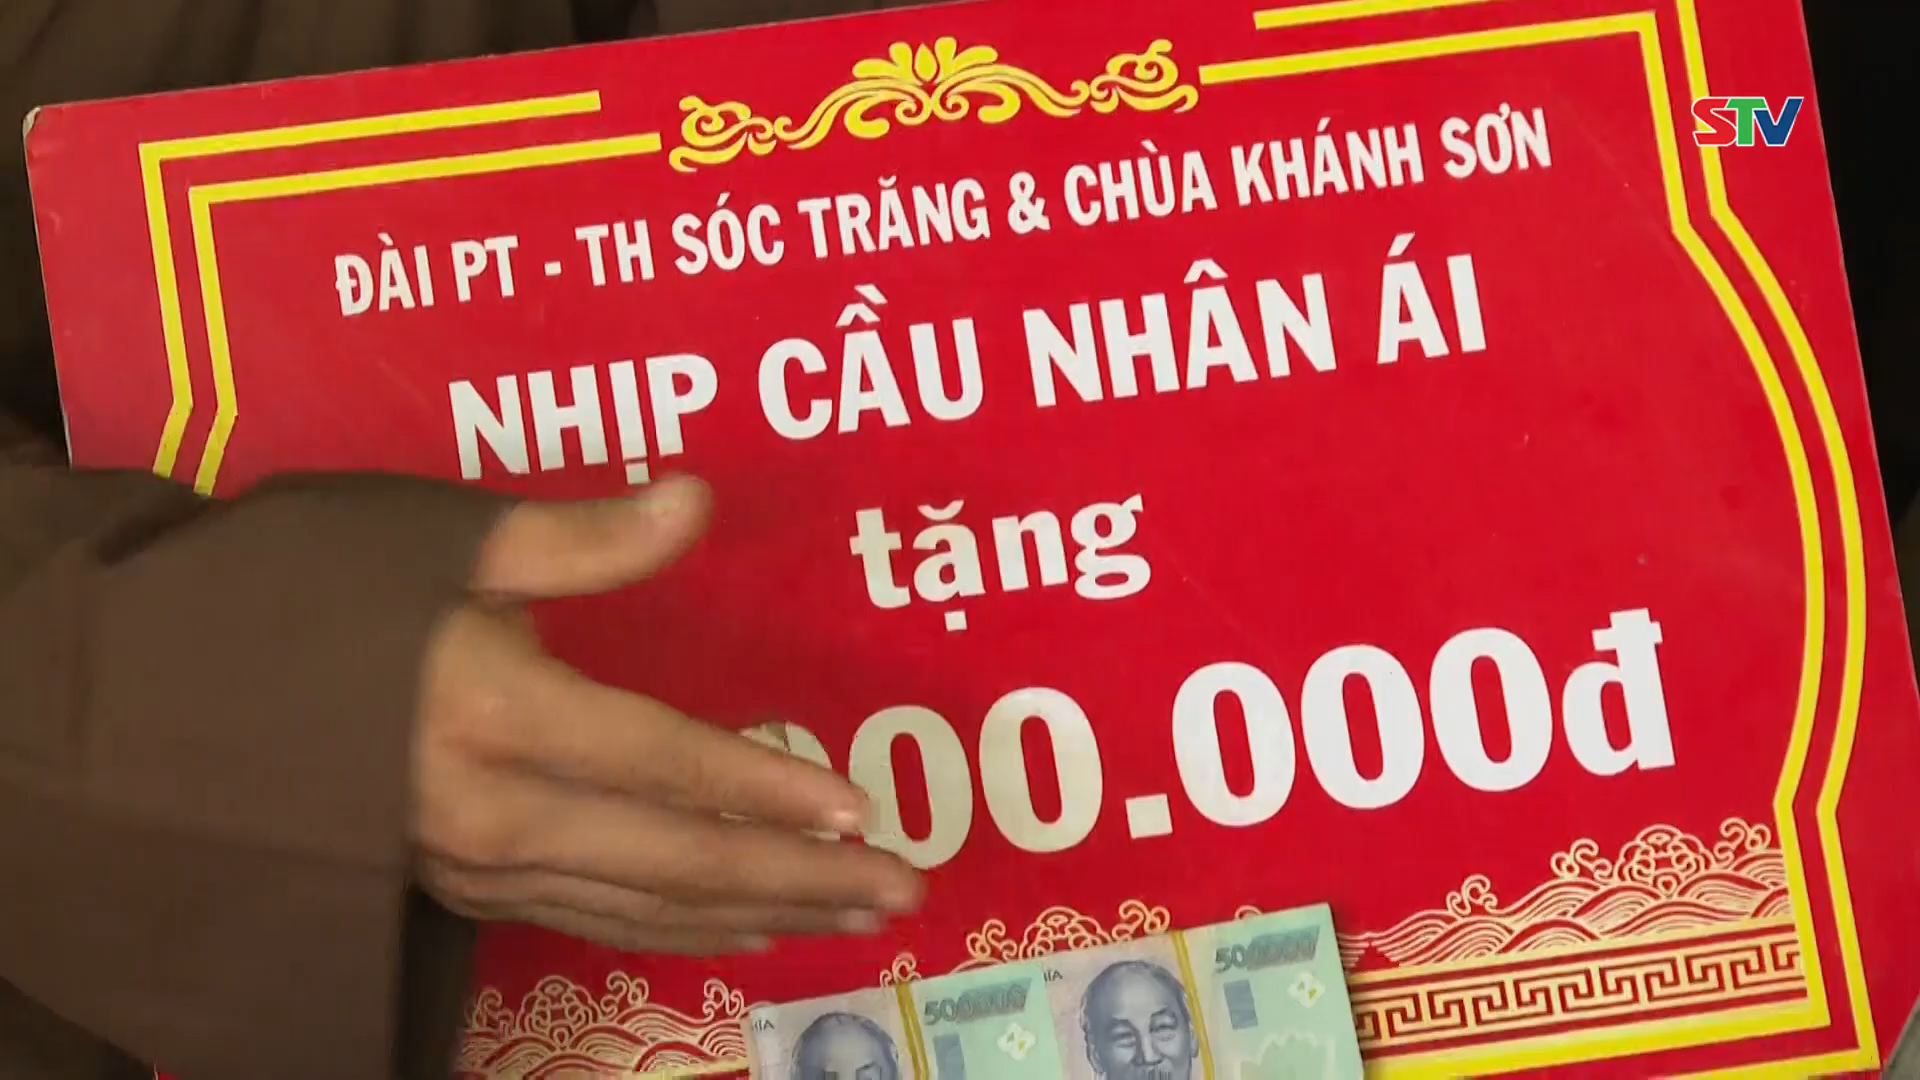 STV
ĐÀI PT - TH SÓC TRĂNG & CHÙA KHÁNH SƠN
NHỊP CẦU NHÂN ÁI
tặng
00.000đ
500000
500000